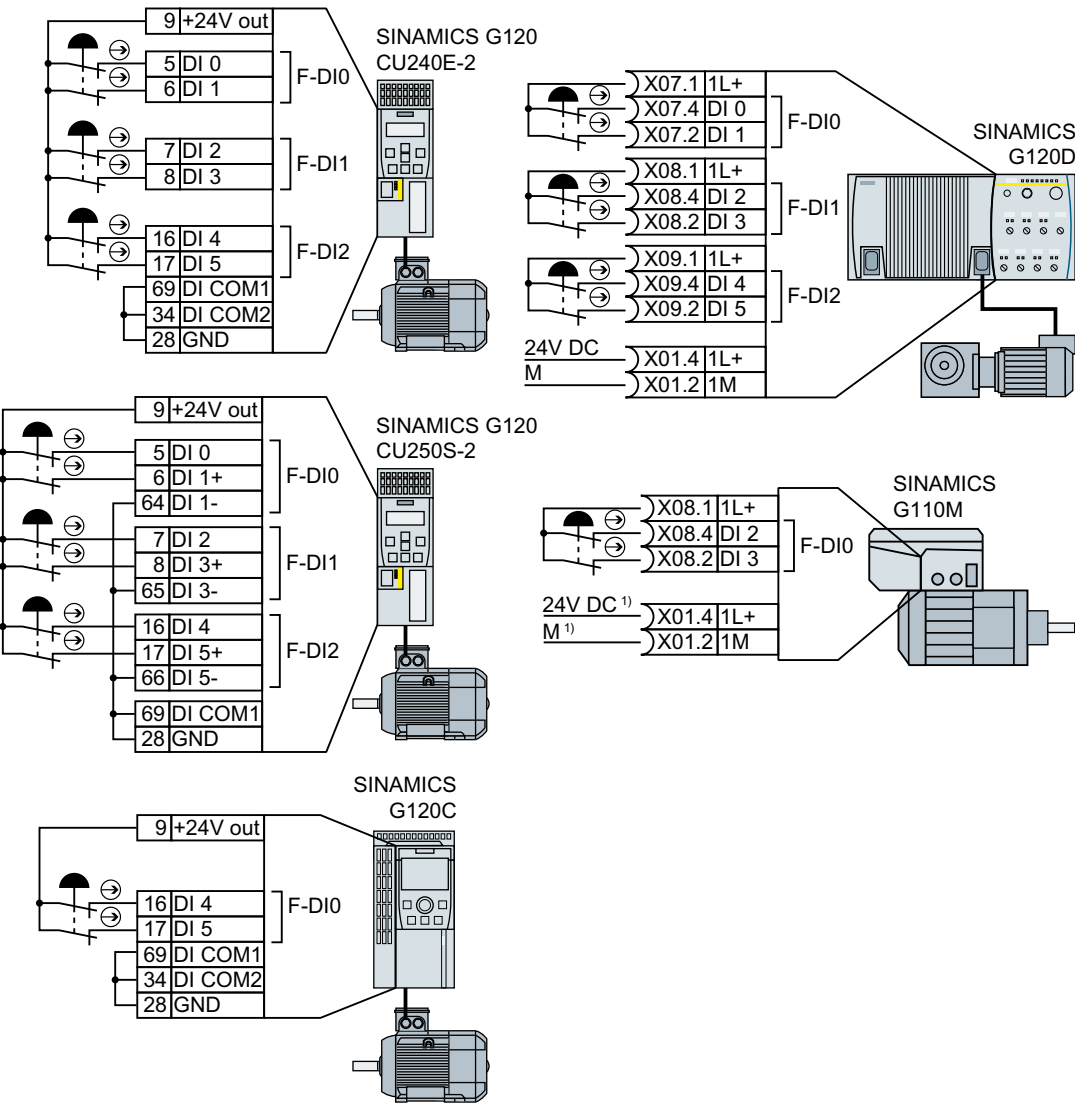 9 +24V out
5 DI 0
6 DI 1
F-DI0
7 DI 2
8 DI 3
F-DI1
16 DI 4
17 DI 5
F-DI2
69 DI COM1
34 DI COM2
28 GND
SINAMICS G120
CU240E-2
X07.1 1L+
X07.4 DI 0
X07.2 DI 1
F-DI0
X08.1 1L+
X08.4 DI 2
X08.2 DI 3
F-DI1
X09.1 1L+
X09.4 DI 4
X09.2 DI 5
F-DI2
24V DC
X01.4 1L+
M
X01.2 1M
SINAMICS
G120D
9 +24V out
5 DI 0
6 DI 1+
64 DI 1-
F-DI0
7 DI 2
8 DI 3+
65 DI 3-
F-DI1
16 DI 4
17 DI 5+
66 DI 5-
F-DI2
69 DI COM1
28 GND
SINAMICS G120
CU250S-2
X08.1 1L+
X08.4 DI 2
X08.2 DI 3
F-DI0
24V DC 1)
X01.4 1L+
M 1)
X01.2 1M
SINAMICS
G110M
9 +24V out
16 DI 4
17 DI 5
F-DI0
69 DI COM1
34 DI COM2
28 GND
SINAMICS
G120C